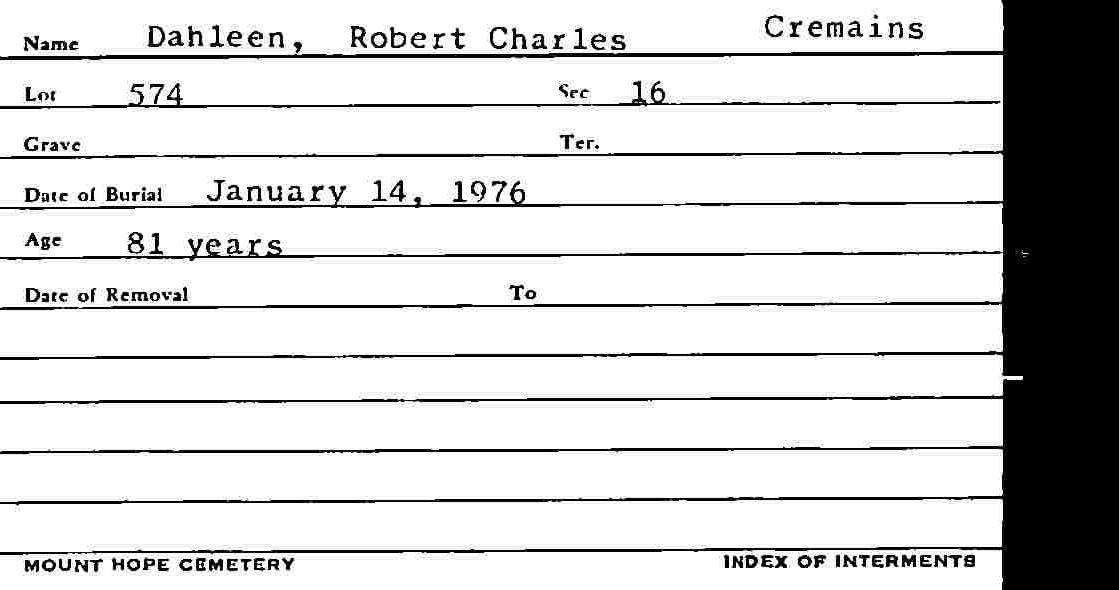 Name Dahleen, Robert Charles Cremains
Lot 574 Sec 16
Grave Ter.
Date of Burial January 14, 1976
Age 81 years
Date of Removal To
MOUNT HOPE CEMETERY INDEX OF INTERMENTS